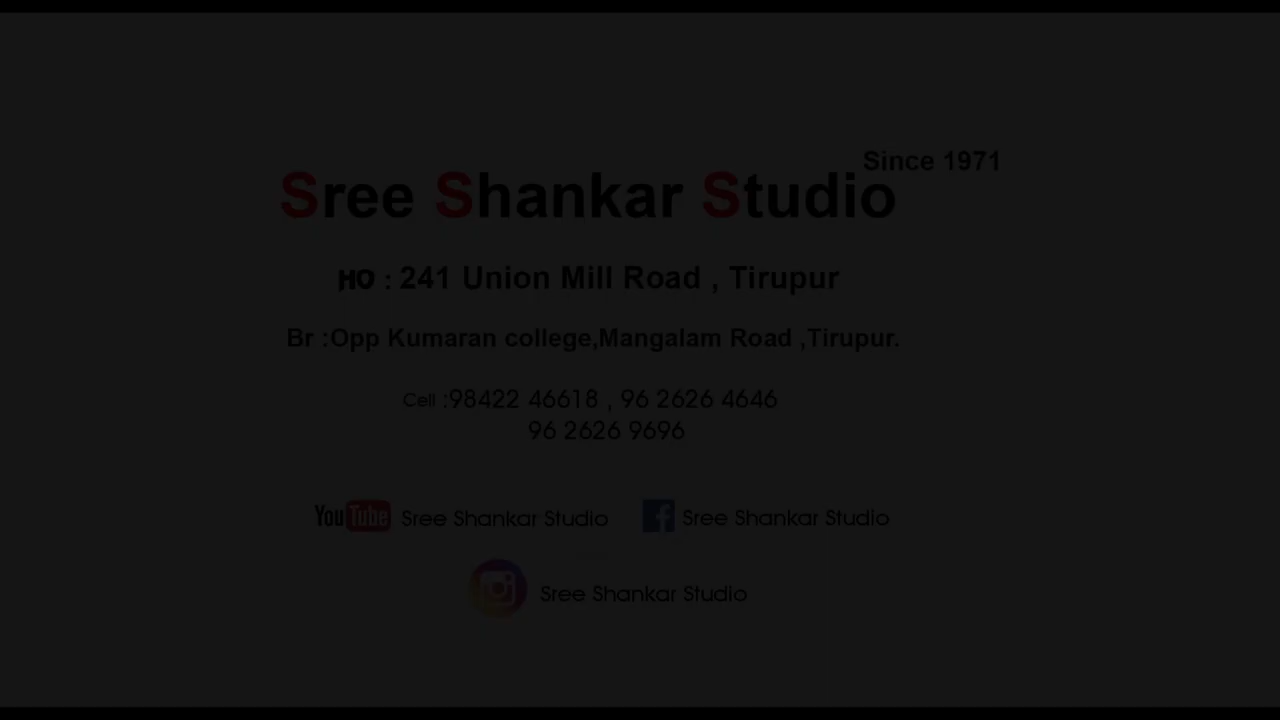 Since 1971
Sree Shankar Studio
HO : 241 Union Mill Road , Tirupur
Br :Opp Kumaran college,Mangalam Road ,Tirupur.
Cell :98422 46618 , 96 2626 4646
96 2626 9696
YouTube Sree Shankar Studio f Sree Shankar Studio
Sree Shankar Studio